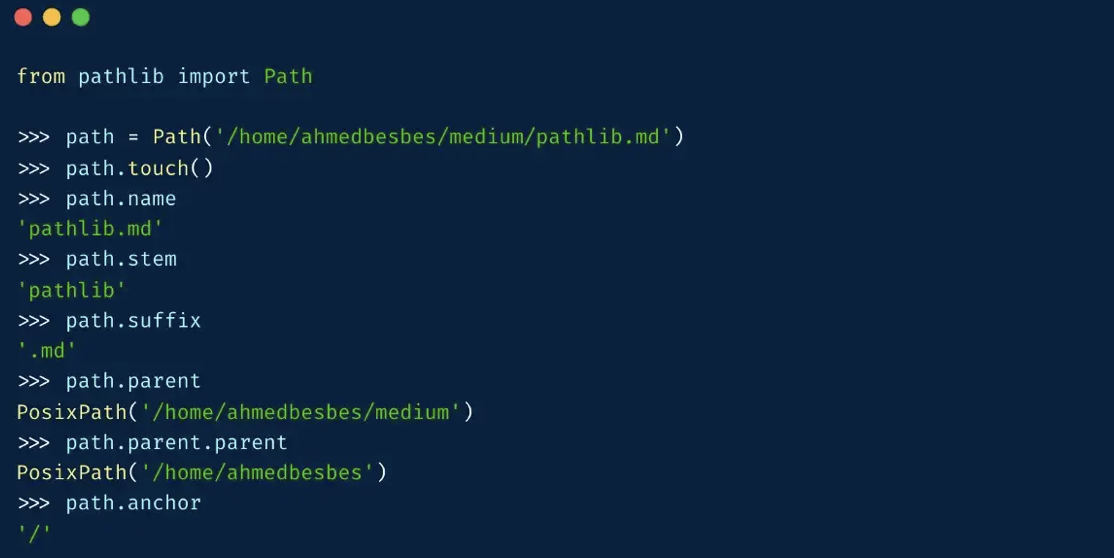 from pathlib import Path
>>> path = Path('/home/ahmedbesbes/medium/pathlib.md')
>>> path.touch()
>>> path.name
'pathlib.md'
>>> path.stem
'pathlib'
>>> path.suffix
'.md'
>>> path.parent
PosixPath('/home/ahmedbesbes/medium')
>>> path.parent.parent
PosixPath('/home/ahmedbesbes')
>>> path.anchor
'/'